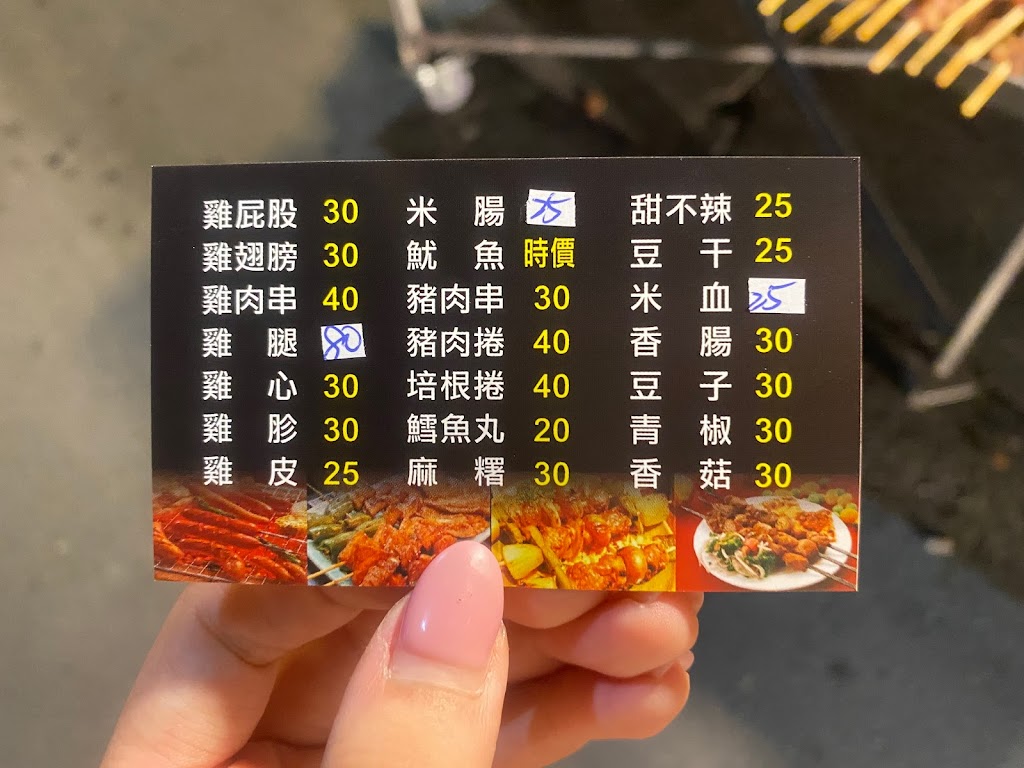 雞屁股 30 米腸 25 甜不辣 25
雞翅膀 30 魷魚 時價 豆干 25
雞肉串 40 豬肉串 30 米血 25
雞腿 80 豬肉捲 40 香腸 30
雞心 30 培根捲 40 豆子 30
雞胗 30 鱈魚丸 20 青椒 30
雞皮 25 麻糬 30 香菇 30